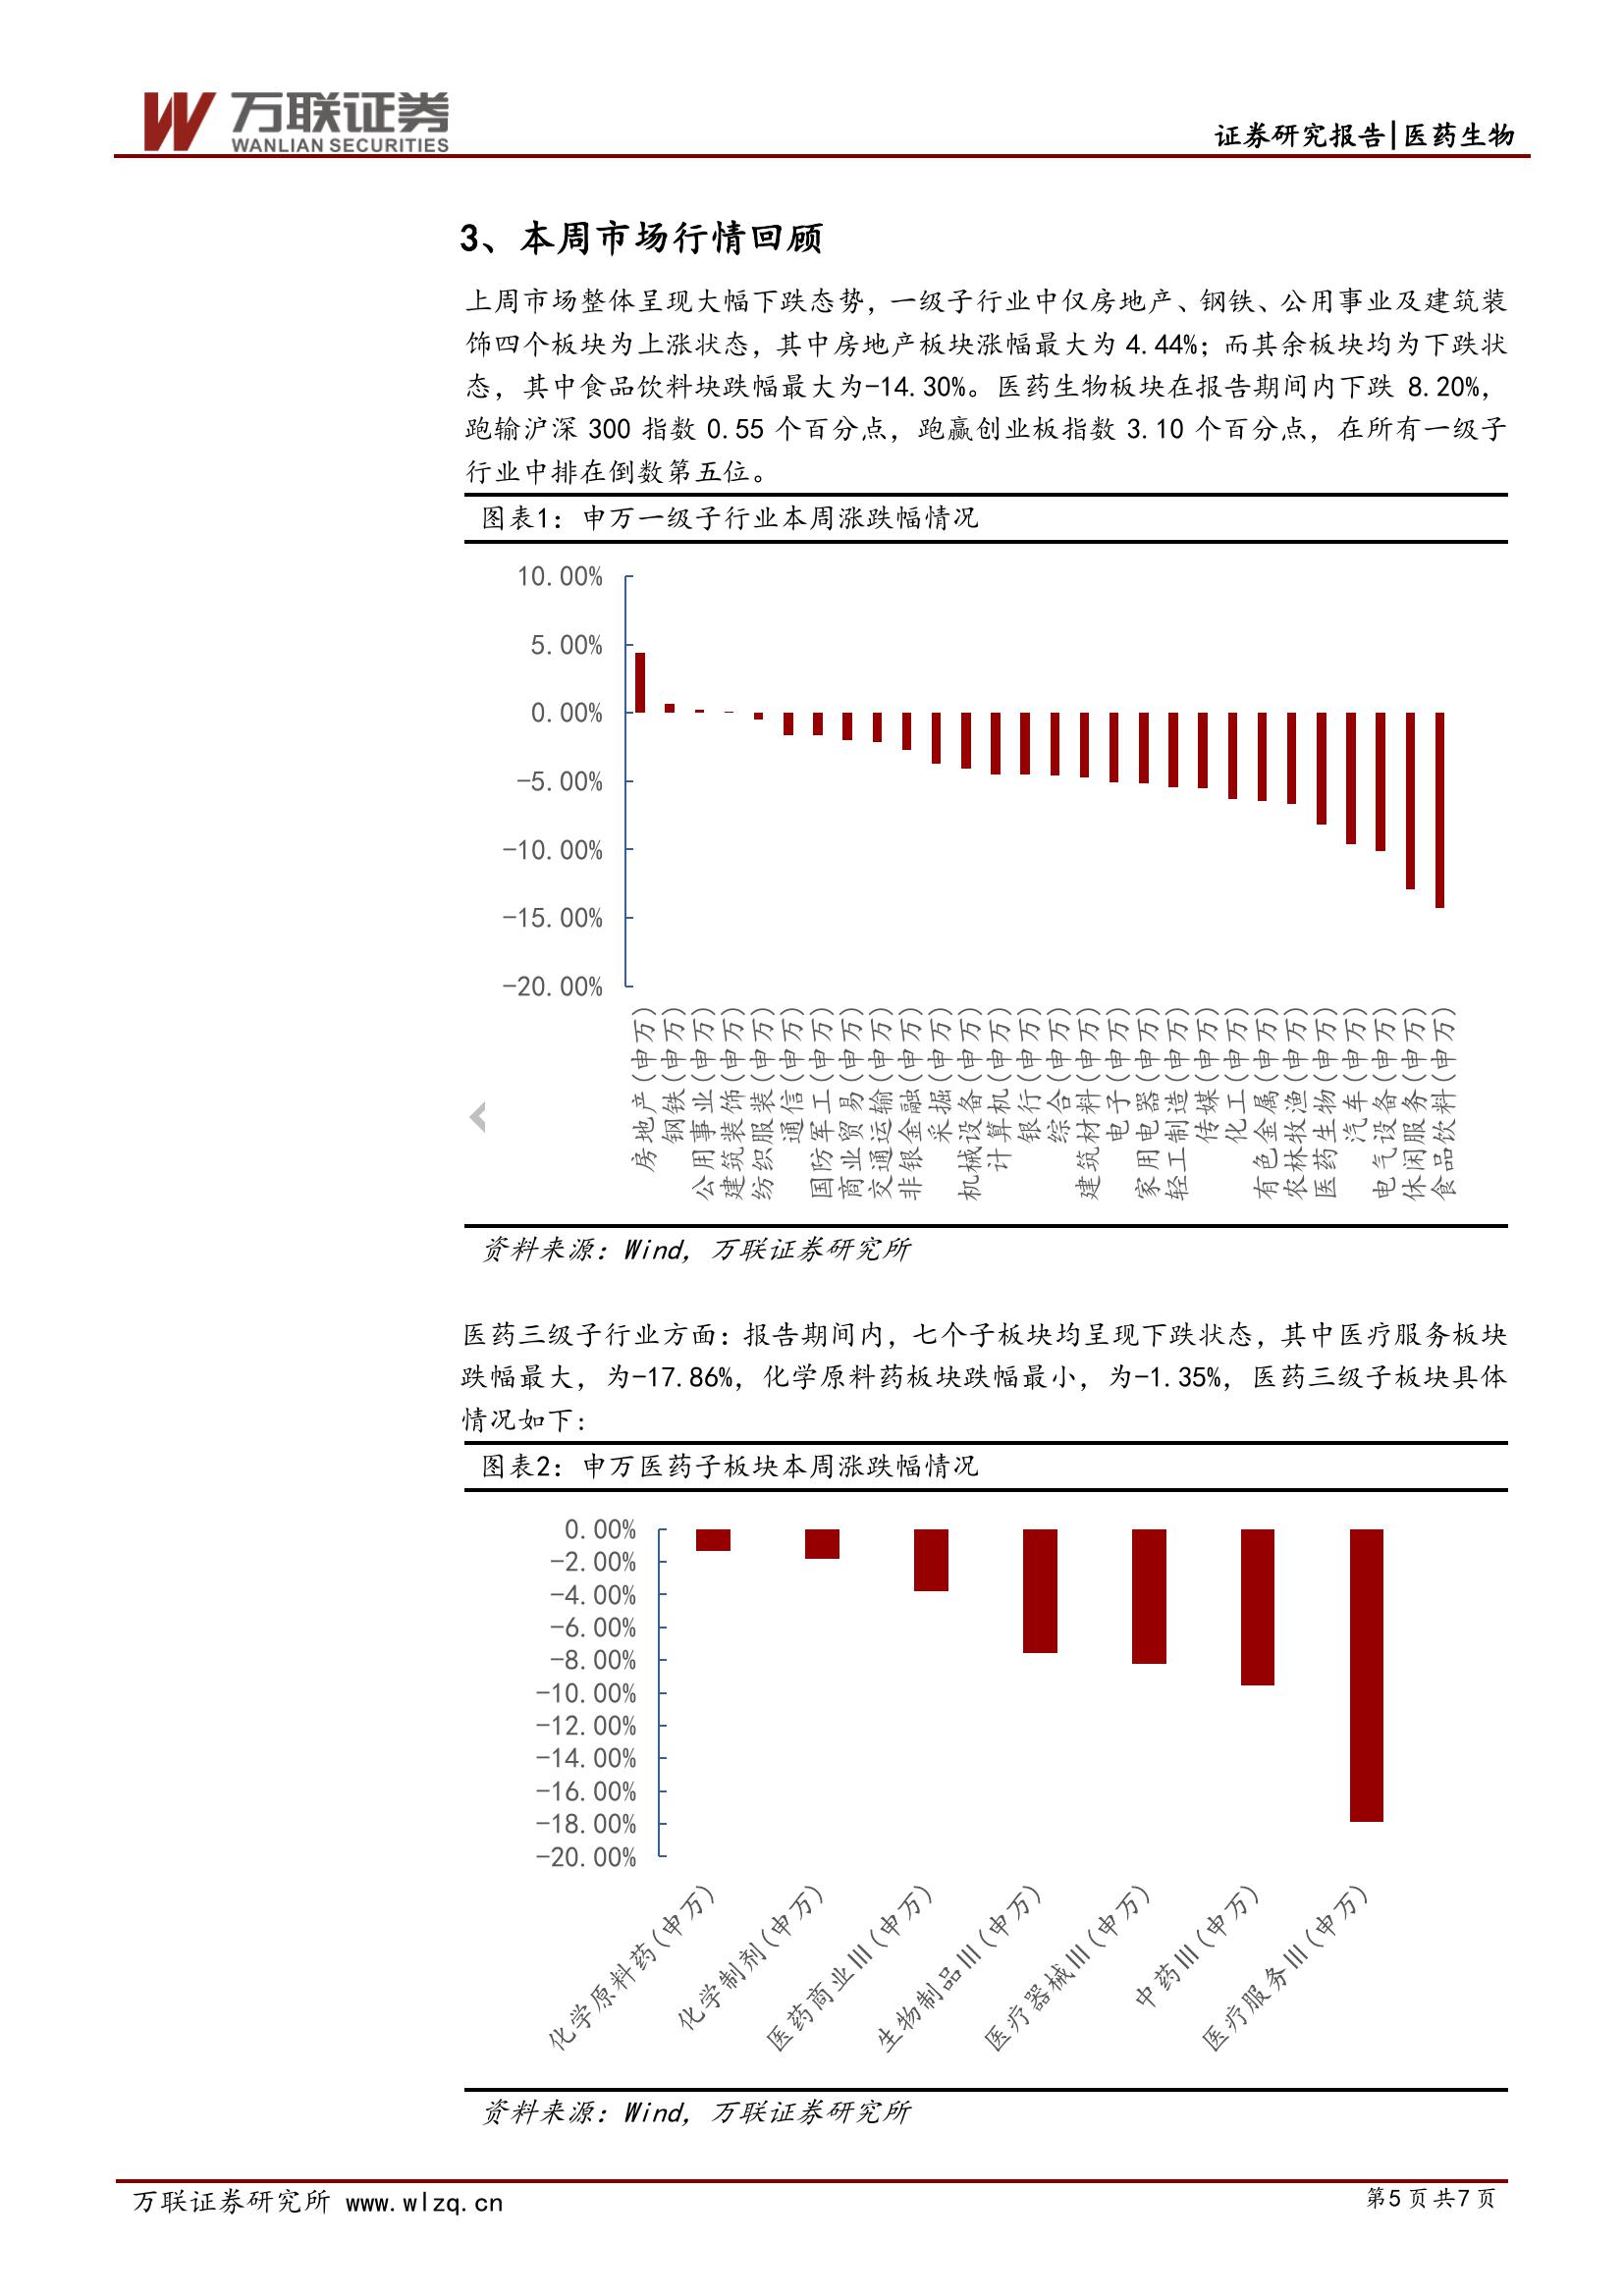 万联证券
WANLIAN SECURITIES
证券研究报告|医药生物
3、本周市场行情回顾
上周市场整体呈现大幅下跌态势，一级子行业中仅房地产、钢铁、公用事业及建筑装
饰四个板块为上涨状态，其中房地产板块涨幅最大为 4.44%；而其余板块均为下跌状
态，其中食品饮料块跌幅最大为-14.30%。医药生物板块在报告期间内下跌 8.20%，
跑输沪深 300 指数 0.55 个百分点，跑赢创业板指数 3.10 个百分点，在所有一级子
行业中排在倒数第五位。
图表1：申万一级子行业本周涨跌幅情况
10.00%
5.00%
0.00%
-5.00%
-10.00%
-15.00%
-20.00%
房地产(申万)
钢铁(申万)
公用事业(申万)
建筑装饰(申万)
纺织服装(申万)
通信(申万)
国防军工(申万)
商业贸易(申万)
交通运输(申万)
非银金融(申万)
采掘(申万)
机械设备(申万)
计算机(申万)
银行(申万)
综合(申万)
建筑材料(申万)
电子(申万)
家用电器(申万)
轻工制造(申万)
传媒(申万)
化工(申万)
有色金属(申万)
农林牧渔(申万)
医药生物(申万)
汽车(申万)
电气设备(申万)
休闲服务(申万)
食品饮料(申万)
资料来源：Wind, 万联证券研究所
医药三级子行业方面：报告期间内，七个子板块均呈现下跌状态，其中医疗服务板块
跌幅最大，为-17.86%，化学原料药板块跌幅最小，为-1.35%，医药三级子板块具体
情况如下：
图表2：申万医药子板块本周涨跌幅情况
0.00%
-2.00%
-4.00%
-6.00%
-8.00%
-10.00%
-12.00%
-14.00%
-16.00%
-18.00%
-20.00%
化学原料药(申万)
化学制剂(申万)
医药商业Ⅲ(申万)
生物制品Ⅲ(申万)
医疗器械Ⅲ(申万)
中药Ⅲ(申万)
医疗服务Ⅲ(申万)
资料来源：Wind, 万联证券研究所
万联证券研究所 www.wlzq.cn
第5页共7页